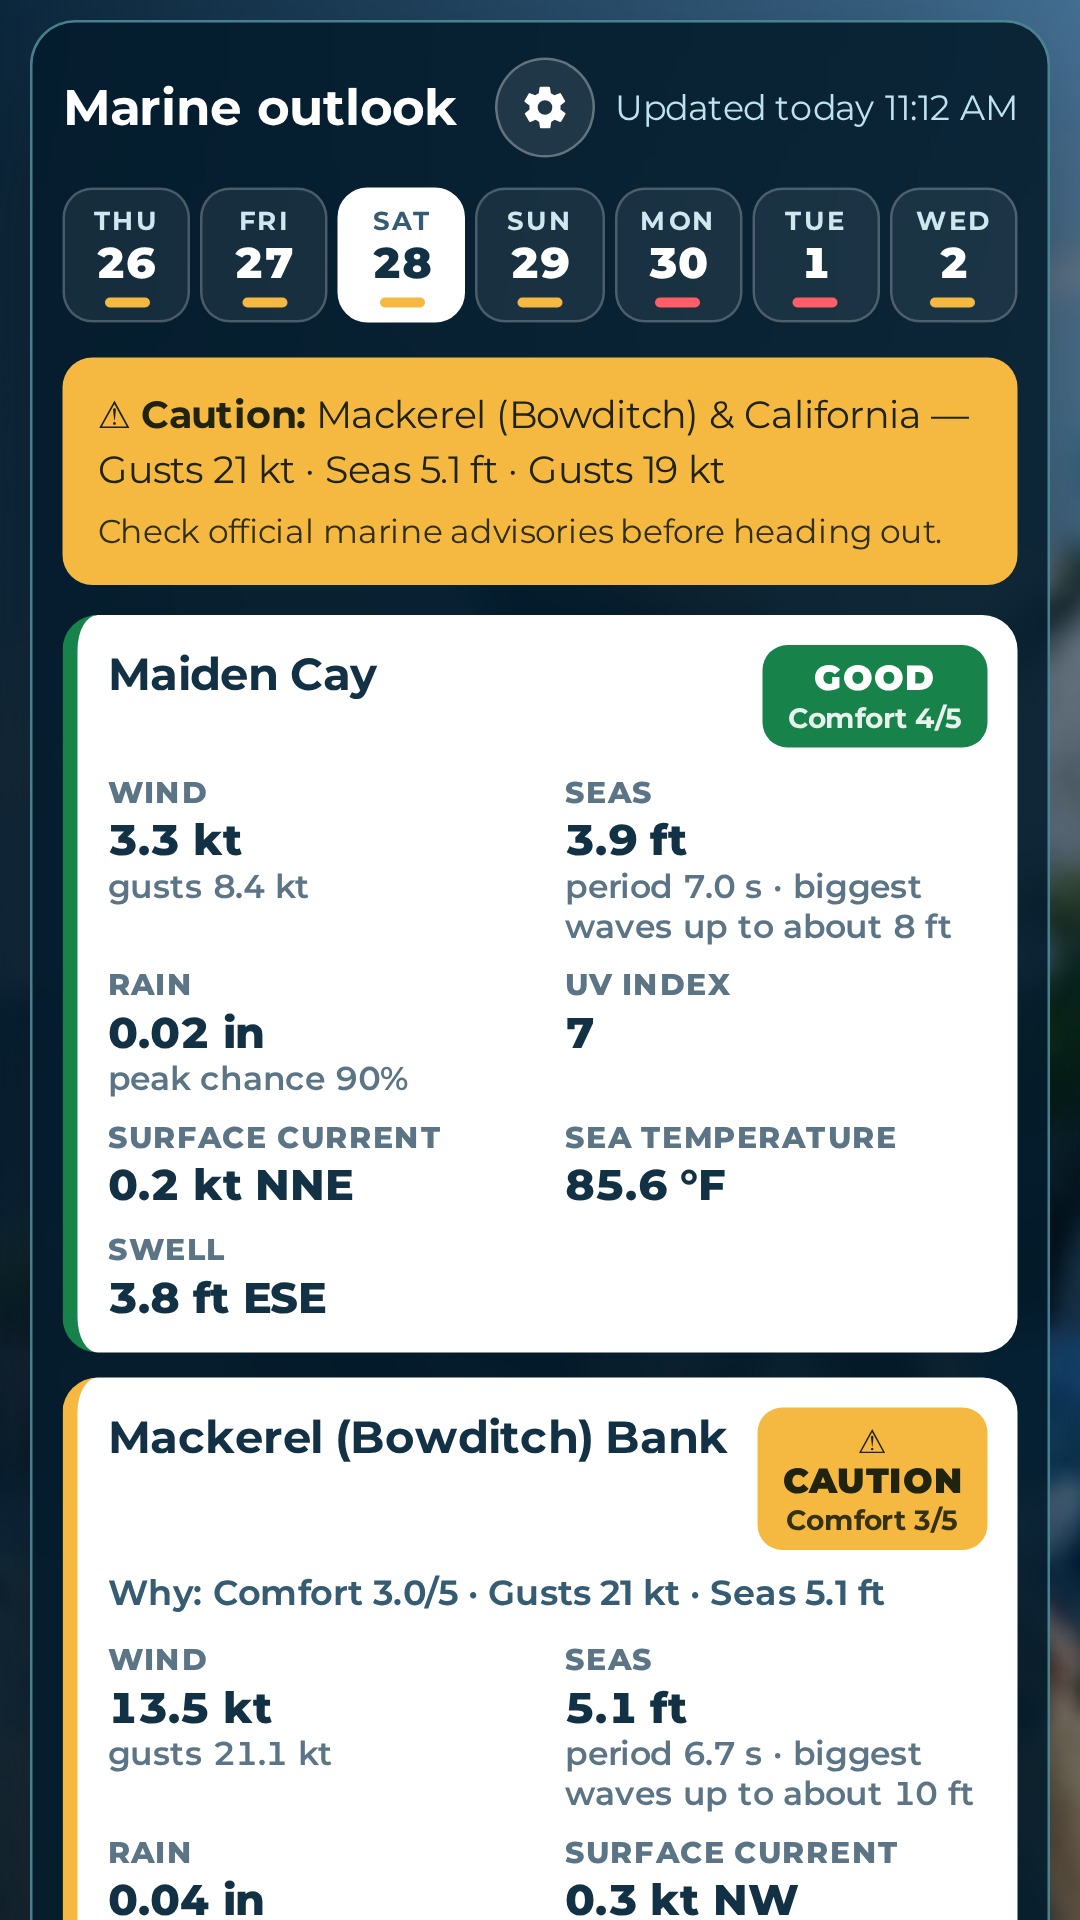 Marine outlook
Updated today 11:12 AM
THU FRI SAT SUN MON TUE WED
26 27 28 29 30 1 2
⚠ Caution: Mackerel (Bowditch) & California —
Gusts 21 kt · Seas 5.1 ft · Gusts 19 kt
Check official marine advisories before heading out.
Maiden Cay
GOOD
Comfort 4/5
WIND
3.3 kt
gusts 8.4 kt
SEAS
3.9 ft
period 7.0 s · biggest
waves up to about 8 ft
RAIN
0.02 in
peak chance 90%
UV INDEX
7
SURFACE CURRENT
0.2 kt NNE
SEA TEMPERATURE
85.6 °F
SWELL
3.8 ft ESE
Mackerel (Bowditch) Bank
⚠
CAUTION
Comfort 3/5
Why: Comfort 3.0/5 · Gusts 21 kt · Seas 5.1 ft
WIND
13.5 kt
gusts 21.1 kt
SEAS
5.1 ft
period 6.7 s · biggest
waves up to about 10 ft
RAIN
0.04 in
SURFACE CURRENT
0.3 kt NW